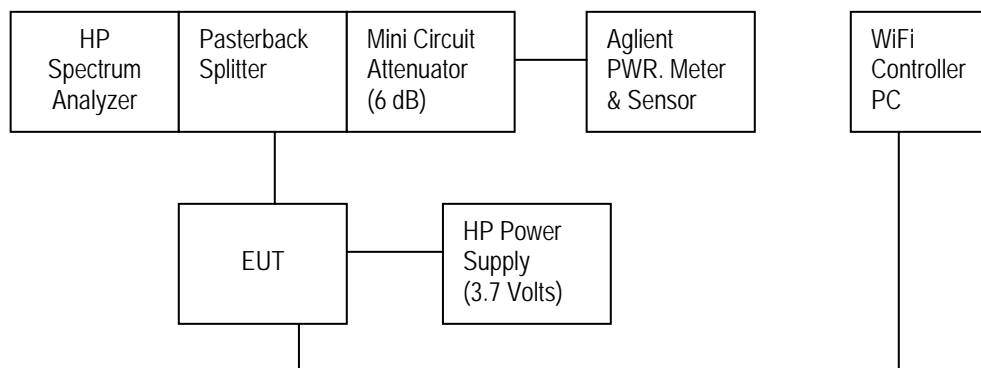 HP
Spectrum
Analyzer
Pasterback
Splitter
Mini Circuit
Attenuator
(6 dB)
Aglient
PWR. Meter
& Sensor
WiFi
Controller
PC
EUT
HP Power
Supply
(3.7 Volts)